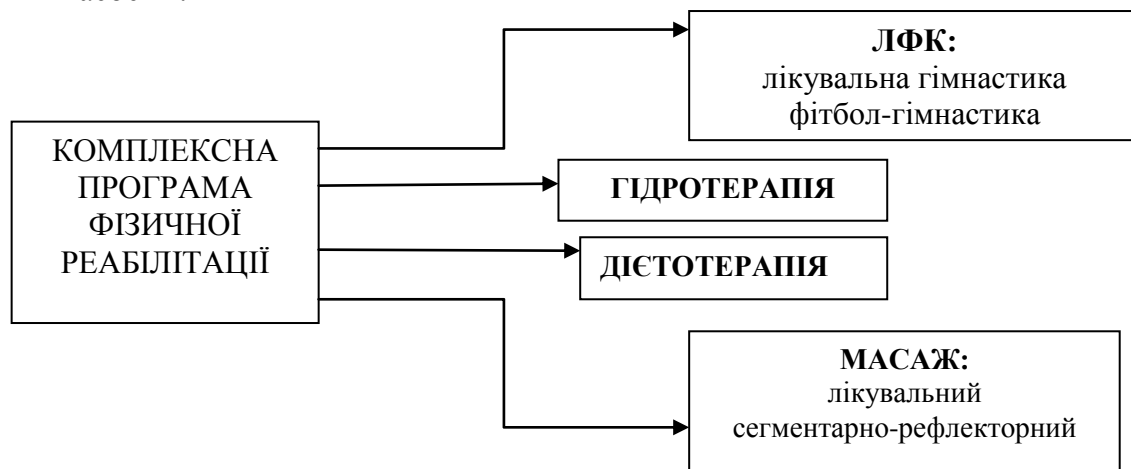 ЛФК:
лікувальна гімнастика
фітбол-гімнастика
КОМПЛЕКСНА
ПРОГРАМА
ФІЗИЧНОЇ
РЕАБІЛІТАЦІЇ
ГІДРОТЕРАПІЯ
ДІЄТОТЕРАПІЯ
МАСАЖ:
лікувальний
сегментарно-рефлекторний